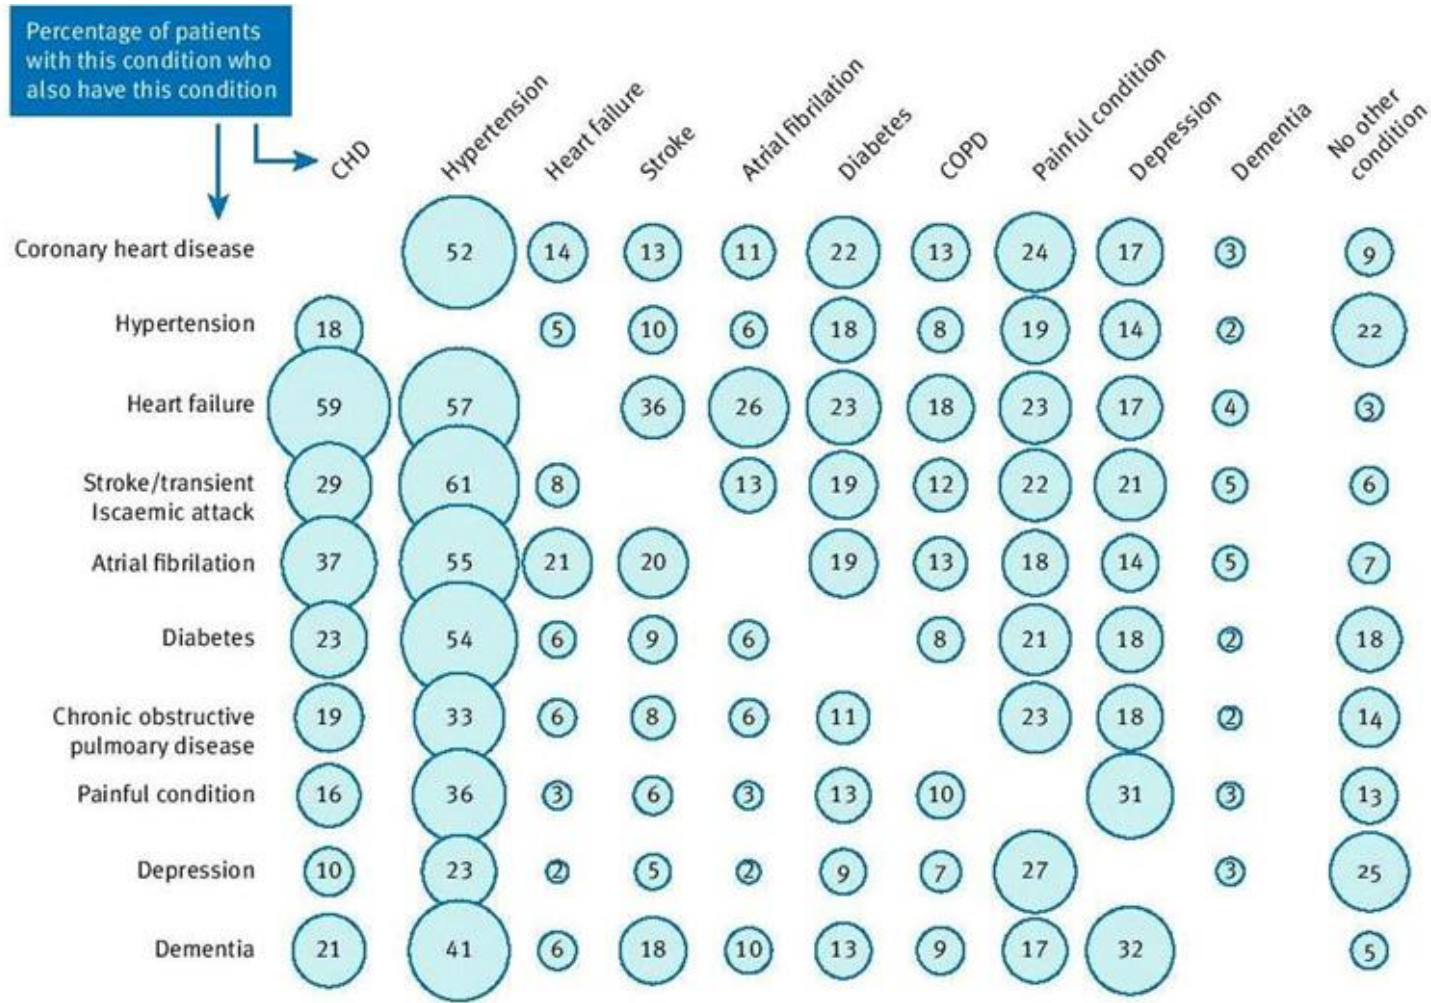 Percentage of patients
with this condition who
also have this condition
CHD
Hypertension
Heart failure
Stroke
Atrial fibrilation
Diabetes
COPD
Painful condition
Depression
Dementia
No other
condition
Coronary heart disease 52 14 13 11 22 13 24 17 3 9
Hypertension 18 5 10 6 18 8 19 14 2 22
Heart failure 59 57 36 26 23 18 23 17 4 3
Stroke/transient
Iscaemic attack 29 61 8 13 19 12 22 21 5 6
Atrial fibrilation 37 55 21 20 19 13 18 14 5 7
Diabetes 23 54 6 9 6 8 21 18 2 18
Chronic obstructive
pulmoary disease 19 33 6 8 6 11 23 18 2 14
Painful condition 16 36 3 6 3 13 10 31 3 13
Depression 10 23 2 5 2 9 7 27 3 25
Dementia 21 41 6 18 10 13 9 17 32 5